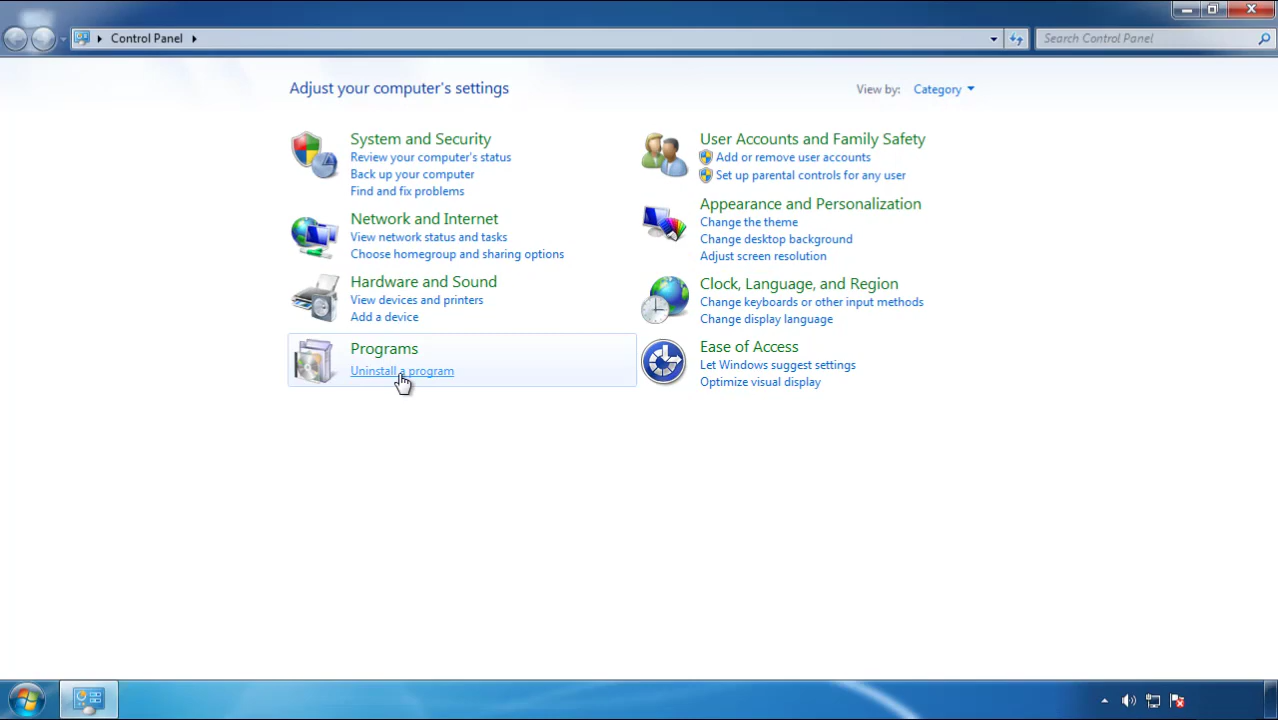 Control Panel
Search Control Panel
Adjust your computer's settings
View by: Category
System and Security
Review your computer's status
Back up your computer
Find and fix problems
Network and Internet
View network status and tasks
Choose homegroup and sharing options
Hardware and Sound
View devices and printers
Add a device
Programs
Uninstall a program
User Accounts and Family Safety
Add or remove user accounts
Set up parental controls for any user
Appearance and Personalization
Change the theme
Change desktop background
Adjust screen resolution
Clock, Language, and Region
Change keyboards or other input methods
Change display language
Ease of Access
Let Windows suggest settings
Optimize visual display